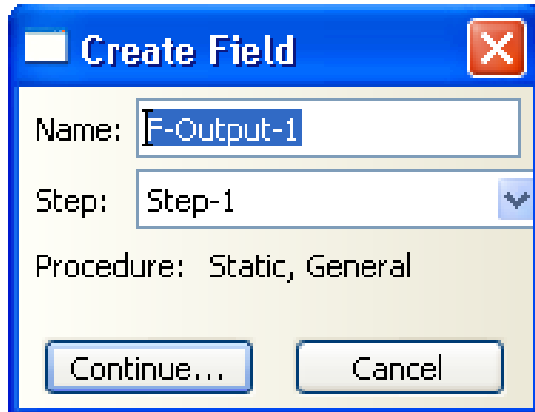 Create Field
Name: F-Output-1
Step: Step-1
Procedure: Static, General
Continue... Cancel